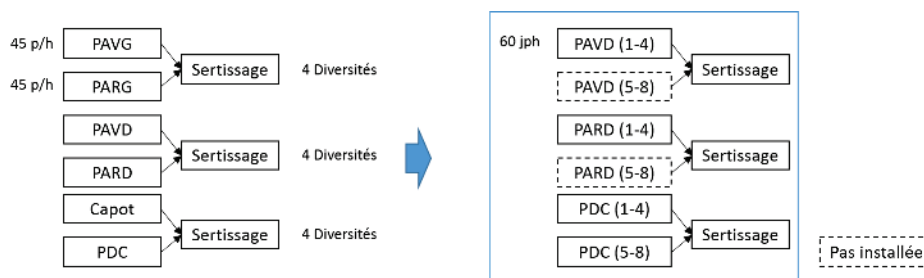 45 p/h
PAVG
Sertissage
4 Diversités
45 p/h
PARG
PAVD
Sertissage
4 Diversités
PARD
Capot
Sertissage
4 Diversités
PDC
60 jph
PAVD (1-4)
Sertissage
PAVD (5-8)
PARD (1-4)
Sertissage
PARD (5-8)
PDC (1-4)
Sertissage
PDC (5-8)
Pas installée